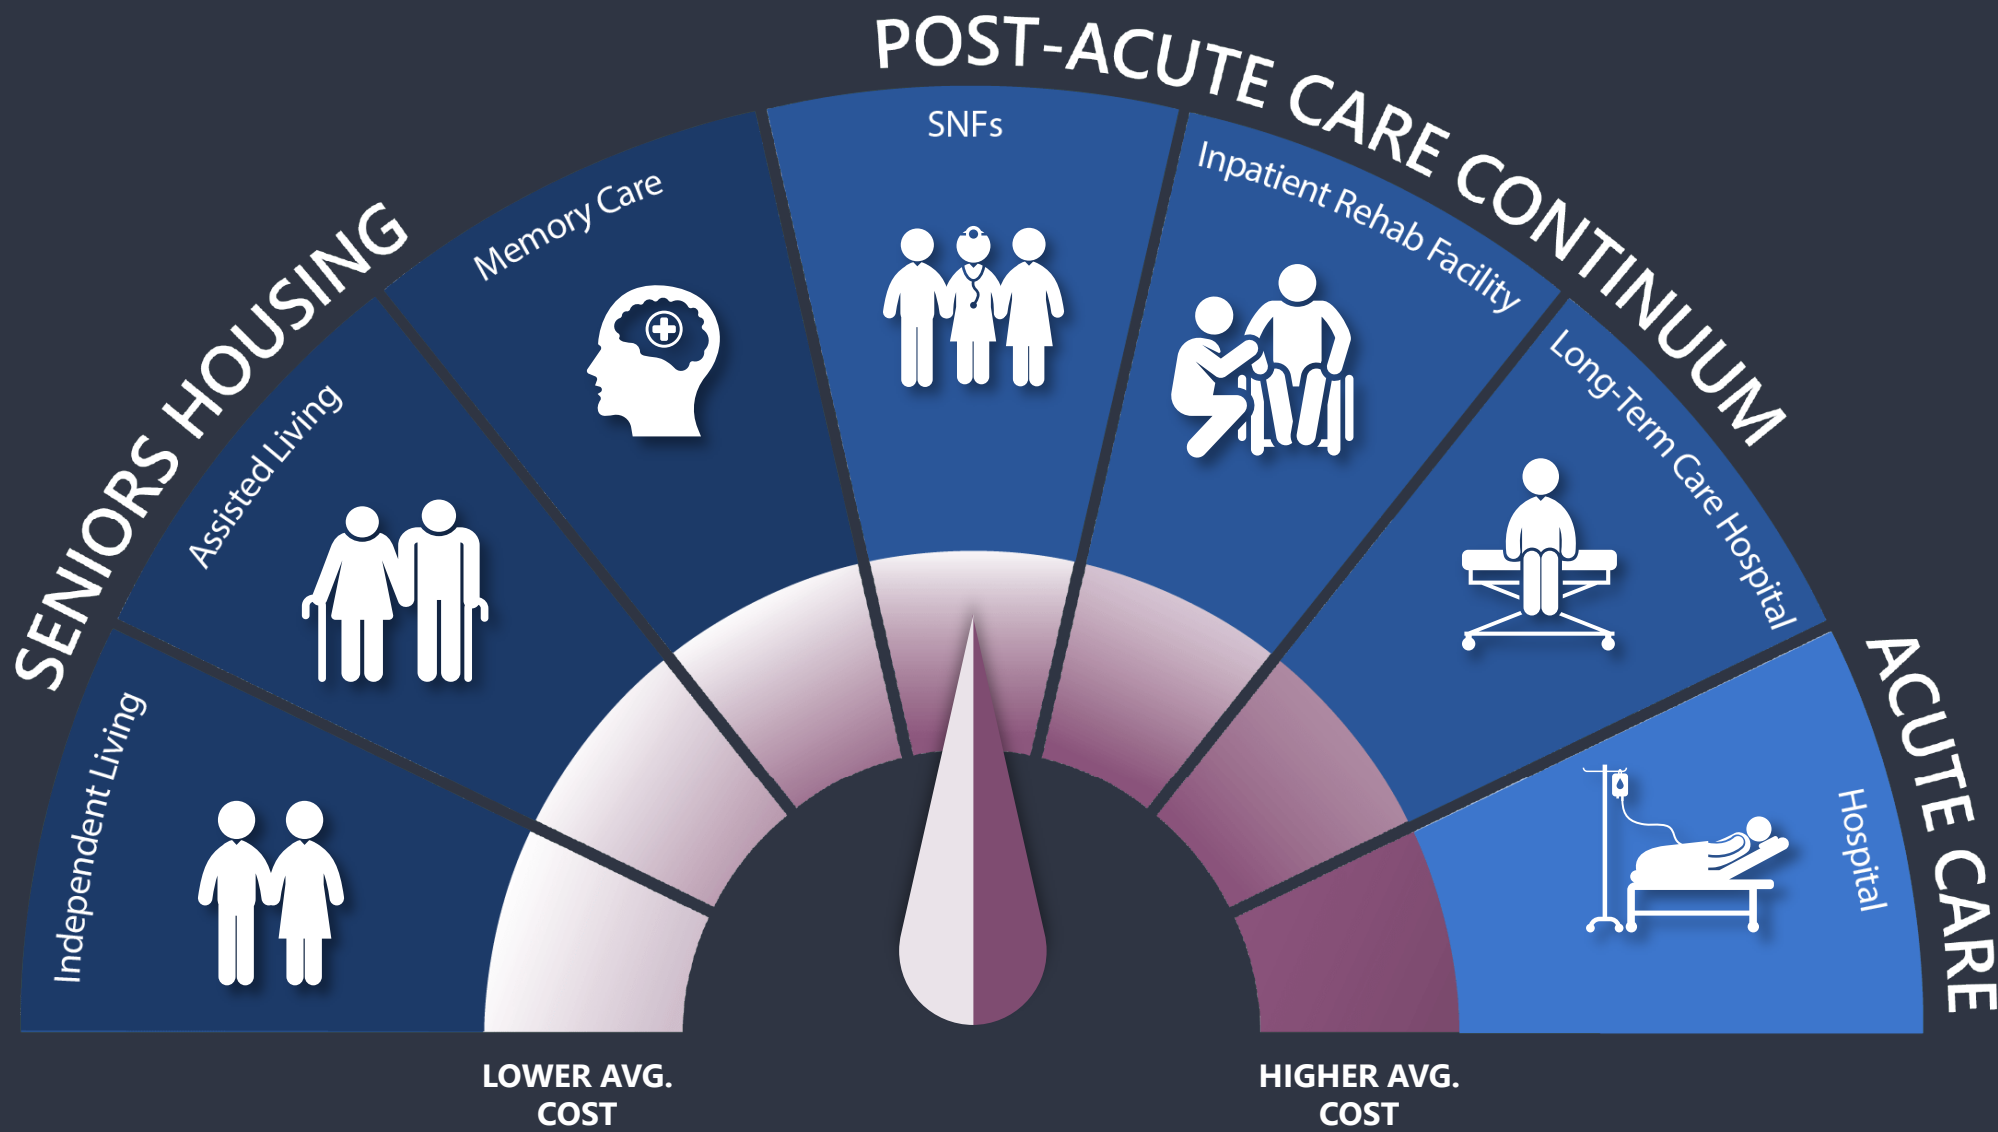 SENIORS HOUSING
POST-ACUTE CARE CONTINUUM
ACUTE CARE
Independent Living
Assisted Living
Memory Care
SNFs
Inpatient Rehab Facility
Long-Term Care Hospital
Hospital
LOWER AVG.
COST
HIGHER AVG.
COST